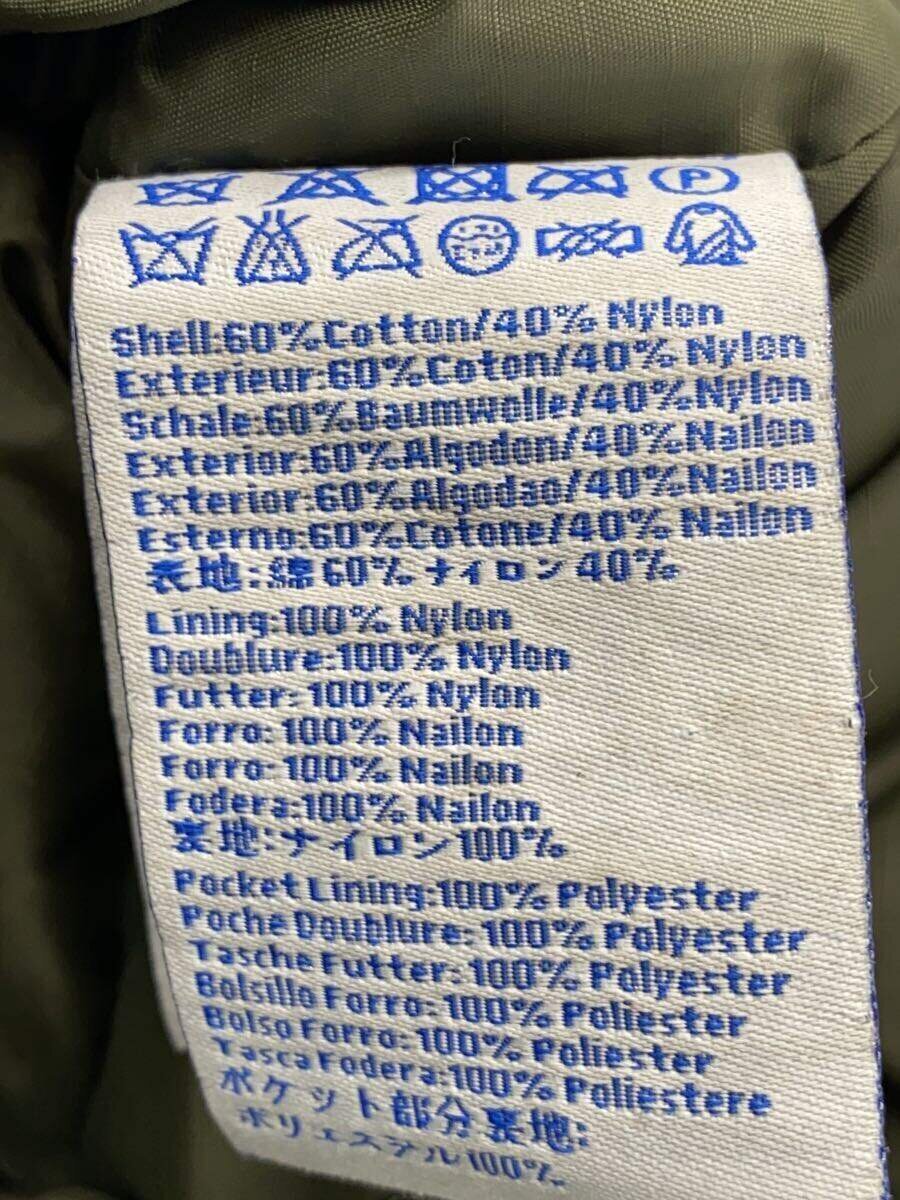 P
Shell:60%Cotton/40% Nylon
Exterieur:60%Coton/40% Nylon
Schale:60%Baumwolle/40%Nylon
Exterior:60%Algodon/40% Nailon
Exterior:60%Algodao/40%Nailon
Esterno:60%Cotone/40% Nailon
表地:綿60%ナイロン40%
Lining:100% Nylon
Doublure:100% Nylon
Futter:100% Nylon
Forro:100% Nailon
Forro:100% Nailon
Fodera:100% Nailon
裏地:ナイロン100%
Pocket Lining:100% Polyester
Poche Doublure:100% Polyester
Tasche Futter:100% Polyester
Bolsillo Forro:100% Poliester
Bolso Forro:100% Poliester
Tasca Fodera:100% Poliestere
ポケット部分裏地:
ポリエステル100%